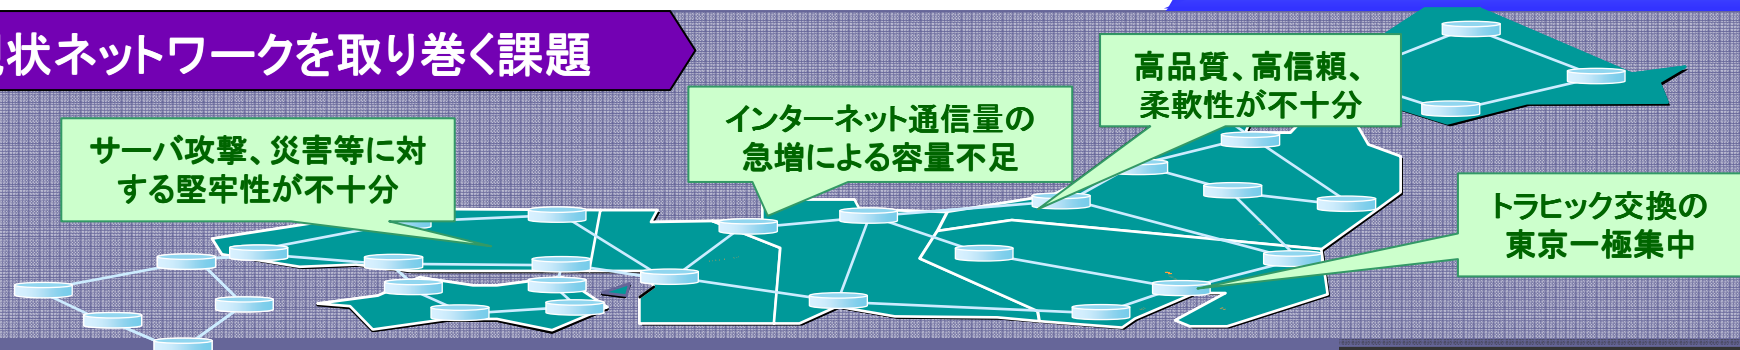 状ネットワークを取り巻く課題
高品質、高信頼、
柔軟性が不十分
インターネット通信量の
急増による容量不足
サーバ攻撃、災害等に対
する堅牢性が不十分
トラヒック交換の
東京一極集中